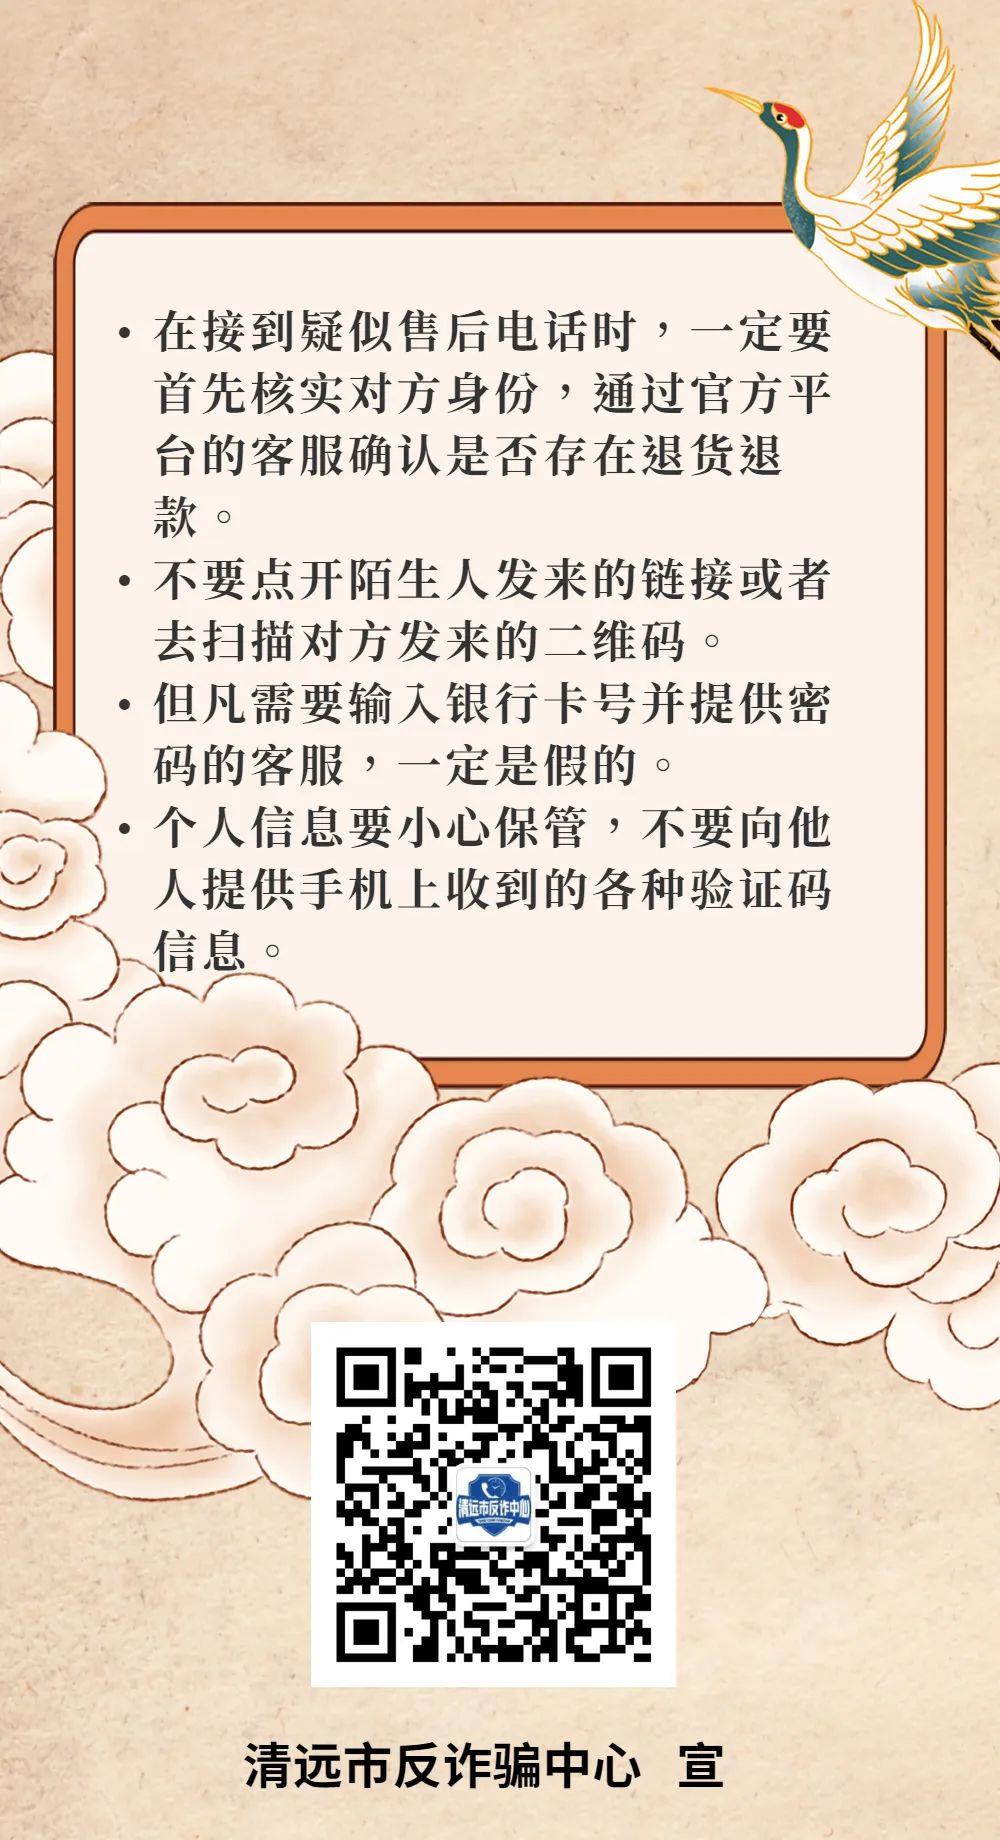 • 在接到疑似售后电话时，一定要
首先核实对方身份，通过官方平
台的客服确认是否存在退货退
款。
• 不要点开陌生人发来的链接或者
去扫描对方发来的二维码。
• 但凡需要输入银行卡号并提供密
码的客服，一定是假的。
• 个人信息要小心保管，不要向他
人提供手机上收到的各种验证码
信息。
清远市反诈中心
清远市反诈骗中心 宣